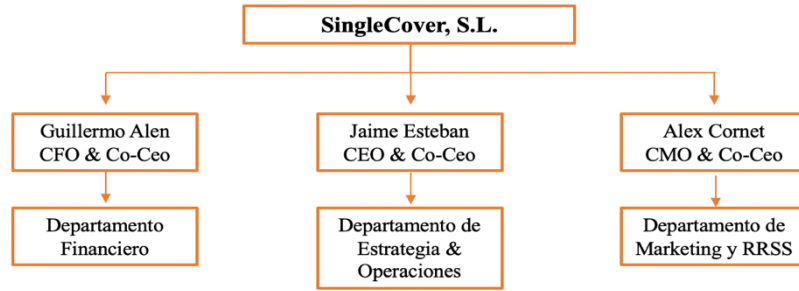 SingleCover, S.L.
Guillermo Alen
CFO & Co-Ceo
Jaime Esteban
CEO & Co-Ceo
Alex Cornet
CMO & Co-Ceo
Departamento
Financiero
Departamento de
Estrategia &
Operaciones
Departamento de
Marketing y RRSS